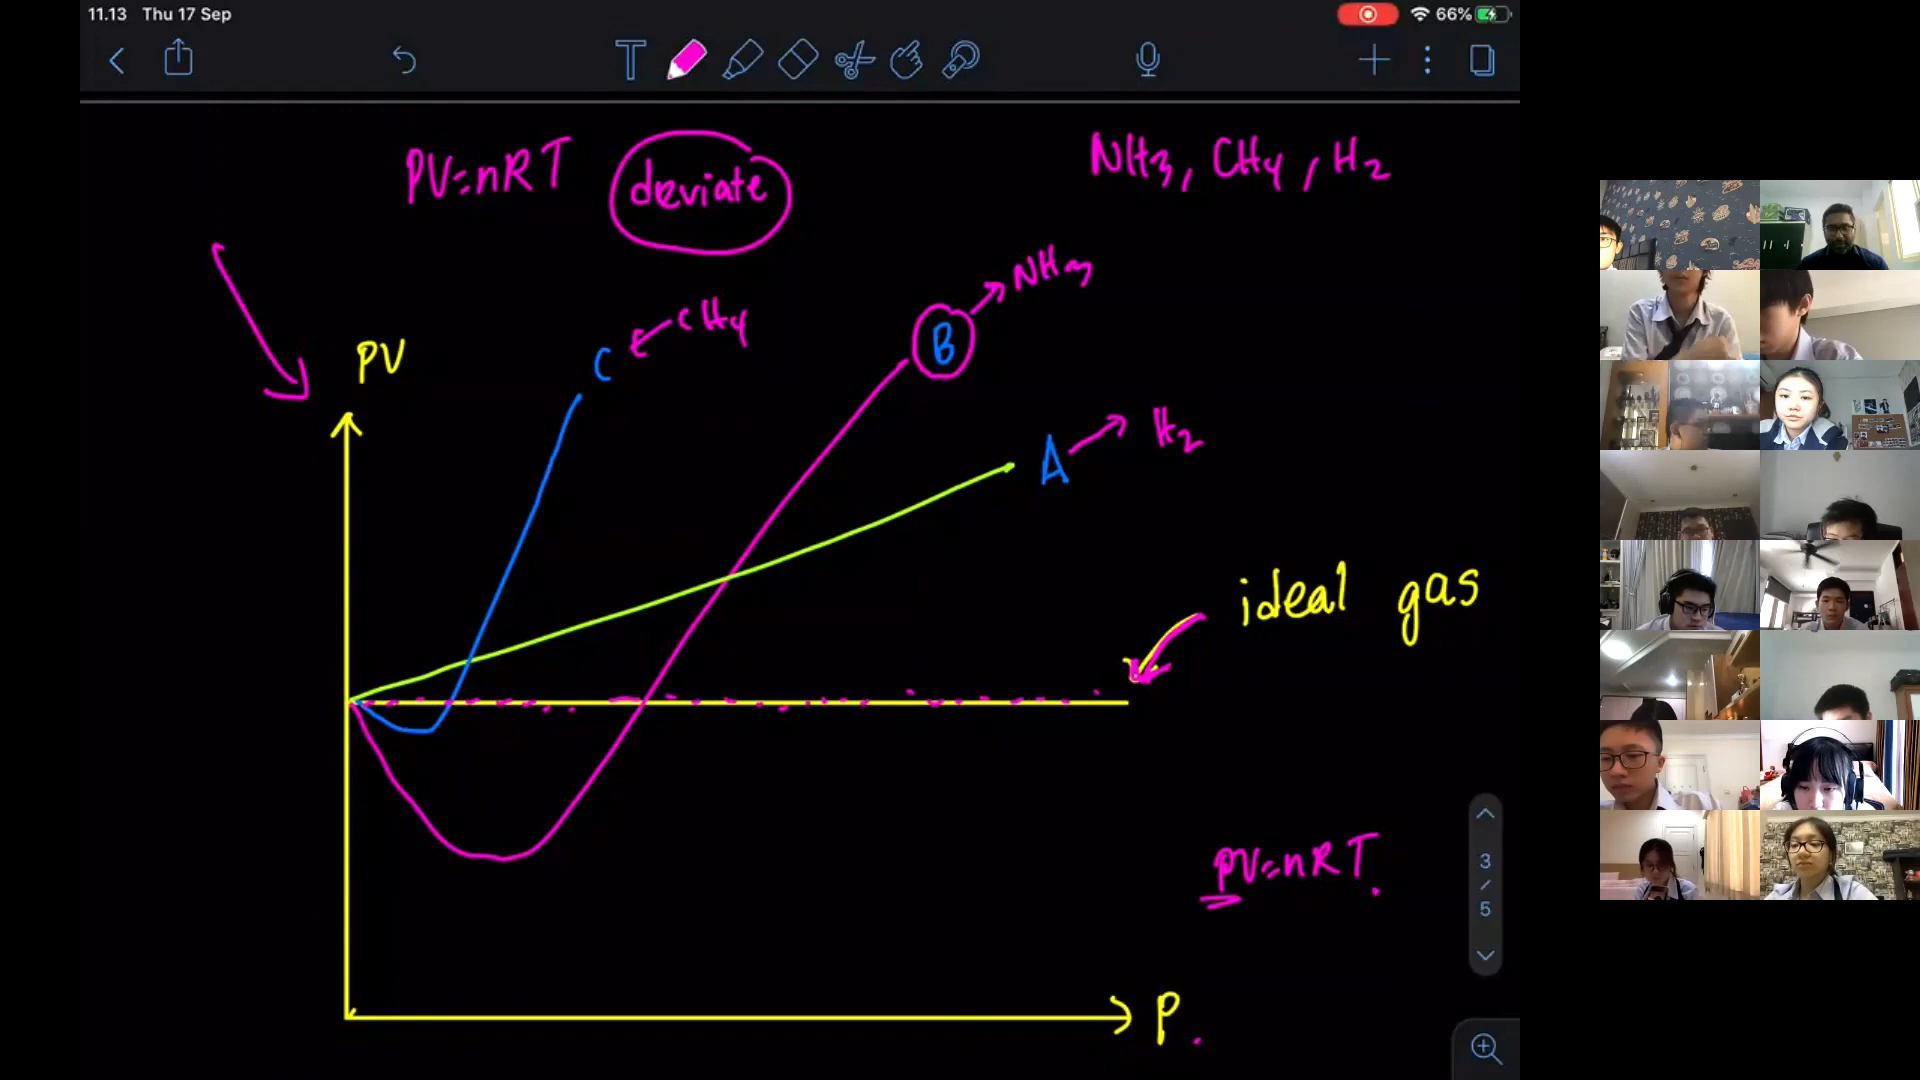 11.13 Thu 17 Sep
66%
T
PV=nRT deviate
NH3, CH4, H2
NH3
CH4
PV
C
B
H2
A
ideal gas
PV=nRT.
3
/
5
P.